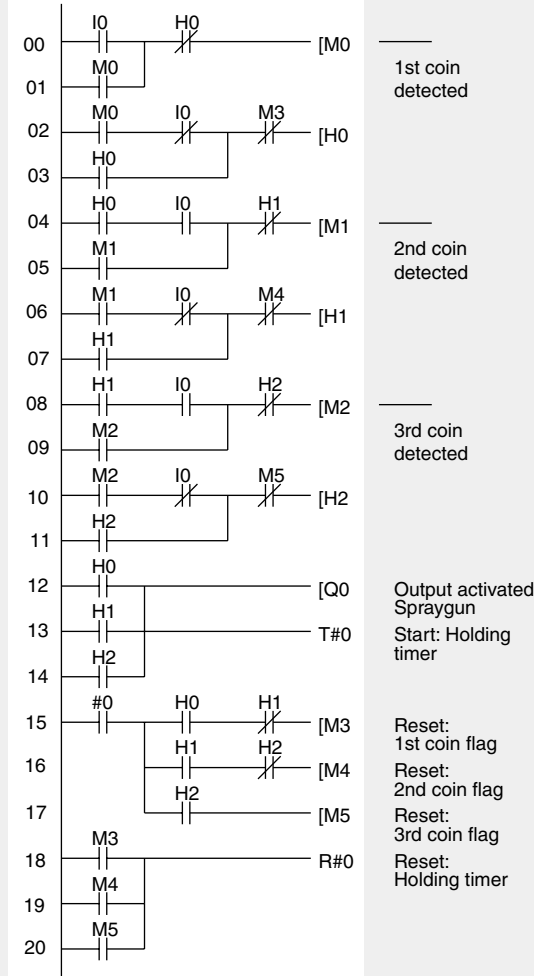 I0 H0
00 [M0
M0
01
1st coin
detected
M0 I0 M3
02 [H0
H0
03
H0 I0 H1
04 [M1
M1
05
2nd coin
detected
M1 I0 M4
06 [H1
H1
07
H1 I0 H2
08 [M2
M2
09
3rd coin
detected
M2 I0 M5
10 [H2
H2
11
H0
12 [Q0 Output activated
Spraygun
H1
13 T#0 Start: Holding
timer
H2
14
#0 H0 H1
15 [M3 Reset:
1st coin flag
H1 H2
16 [M4 Reset:
2nd coin flag
H2
17 [M5 Reset:
3rd coin flag
M3
18 R#0 Reset:
Holding timer
M4
19
M5
20